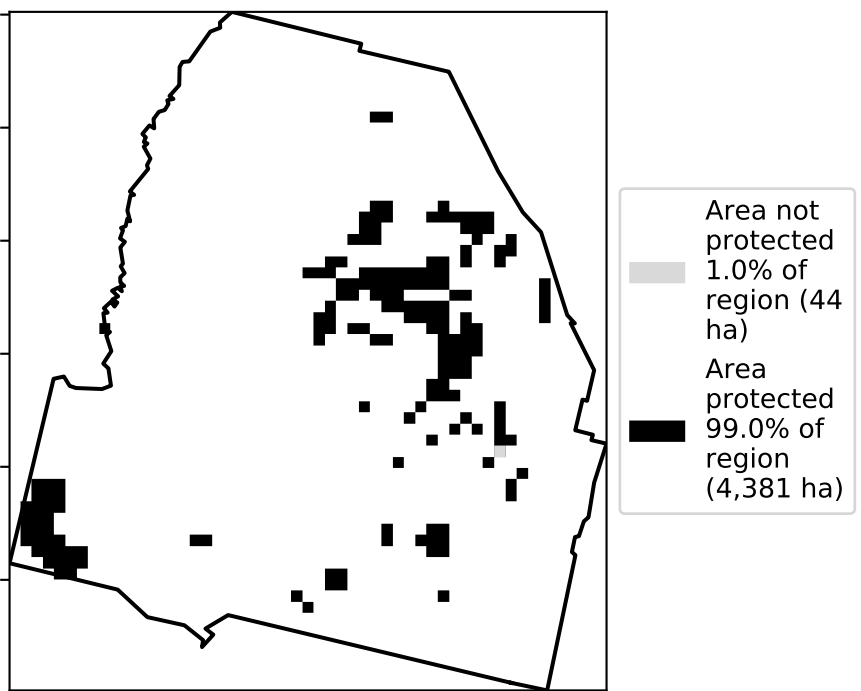 Area not
protected
1.0% of
region (44
ha)
Area
protected
99.0% of
region
(4,381 ha)